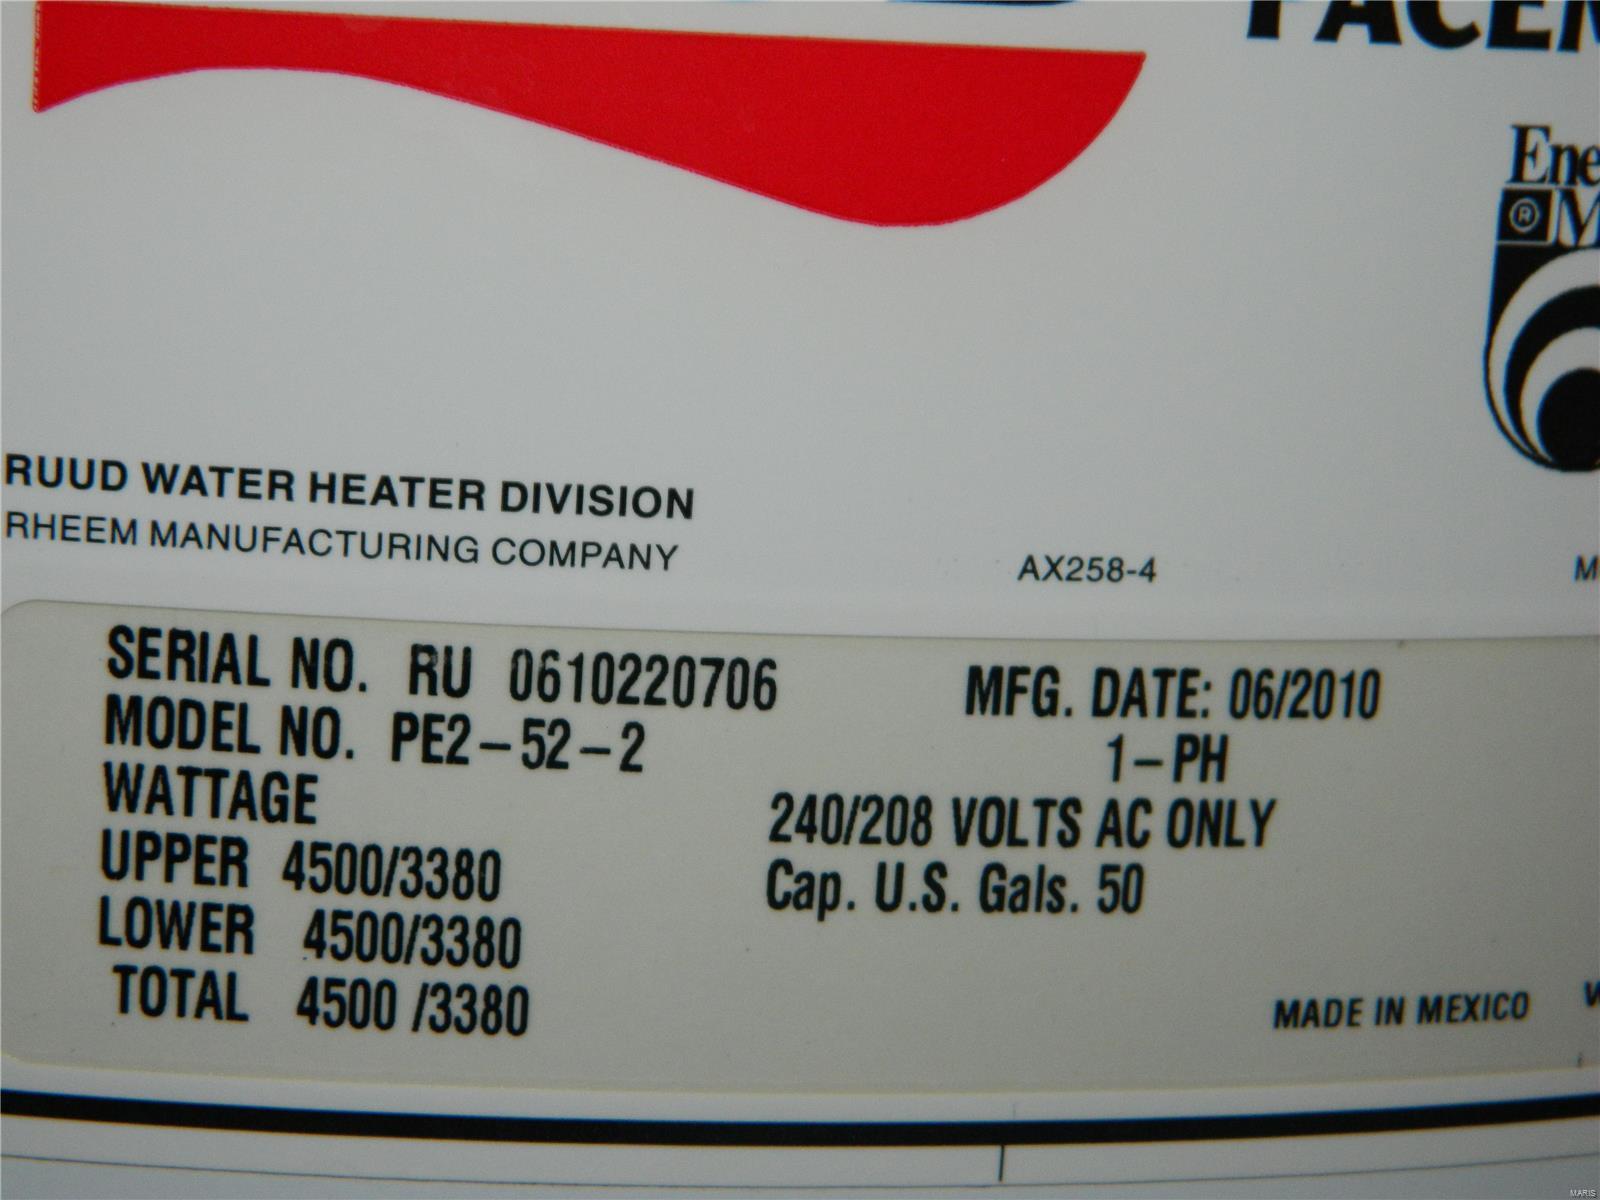 RUUD WATER HEATER DIVISION
RHEEM MANUFACTURING COMPANY
AX258-4
SERIAL NO. RU 0610220706
MFG. DATE: 06/2010
MODEL NO. PE2-52-2
1-PH
WATTAGE
240/208 VOLTS AC ONLY
UPPER 4500/3380
Cap. U.S. Gals. 50
LOWER 4500/3380
TOTAL 4500 /3380
MADE IN MEXICO
MARIS